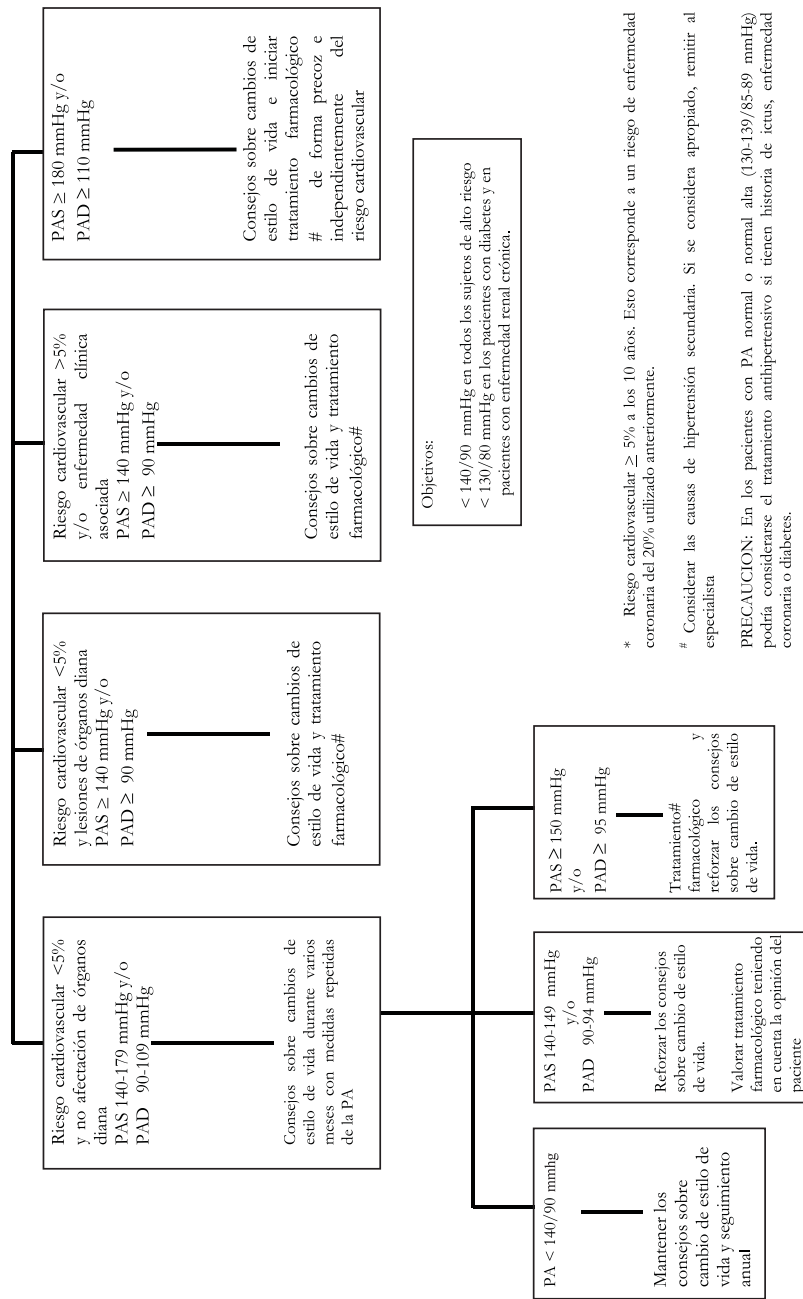 Riesgo cardiovascular <5%
y no afectación de órganos
diana
PAS 140-179 mmHg y/o
PAD 90-109 mmHg
Consejos sobre cambios de
estilo de vida durante varios
meses con medidas repetidas
de la PA
Riesgo cardiovascular <5%
y lesiones de órganos diana
PAS ≥ 140 mmHg y/o
PAD ≥ 90 mmHg
Consejos sobre cambios de
estilo de vida y tratamiento
farmacológico#
Riesgo cardiovascular >5%
y/o enfermedad clínica
asociada
PAS ≥ 140 mmHg y/o
PAD ≥ 90 mmHg
Consejos sobre cambios de
estilo de vida y tratamiento
farmacológico#
PAS ≥ 180 mmHg y/o
PAD ≥ 110 mmHg
Consejos sobre cambios de
estilo de vida e iniciar
tratamiento farmacológico
# de forma precoz e
independientemente del
riesgo cardiovascular
PA < 140/90 mmhg
Mantener los
consejos sobre
cambio de estilo de
vida y seguimiento
anual
PAS 140-149 mmHg
y/o
PAD 90-94 mmHg
Reforzar los consejos
sobre cambio de estilo
de vida.
Valorar tratamiento
farmacológico teniendo
en cuenta la opinión del
paciente
PAS ≥ 150 mmHg
y/o
PAD ≥ 95 mmHg
Tratamiento#
farmacológico y
reforzar los consejos
sobre cambio de estilo
de vida.
Objetivos:
< 140/90 mmHg en todos los sujetos de alto riesgo
< 130/80 mmHg en los pacientes con diabetes y en
pacientes con enfermedad renal crónica.
* Riesgo cardiovascular ≥ 5% a los 10 años. Esto corresponde a un riesgo de enfermedad
coronaria del 20% utilizado anteriormente.
# Considerar las causas de hipertensión secundaria. Si se considera apropiado, remitir al
especialista
PRECAUCION: En los pacientes con PA normal o normal alta (130-139/85-89 mmHg)
podría considerarse el tratamiento antihipertensivo si tienen historia de ictus, enfermedad
coronaria o diabetes.